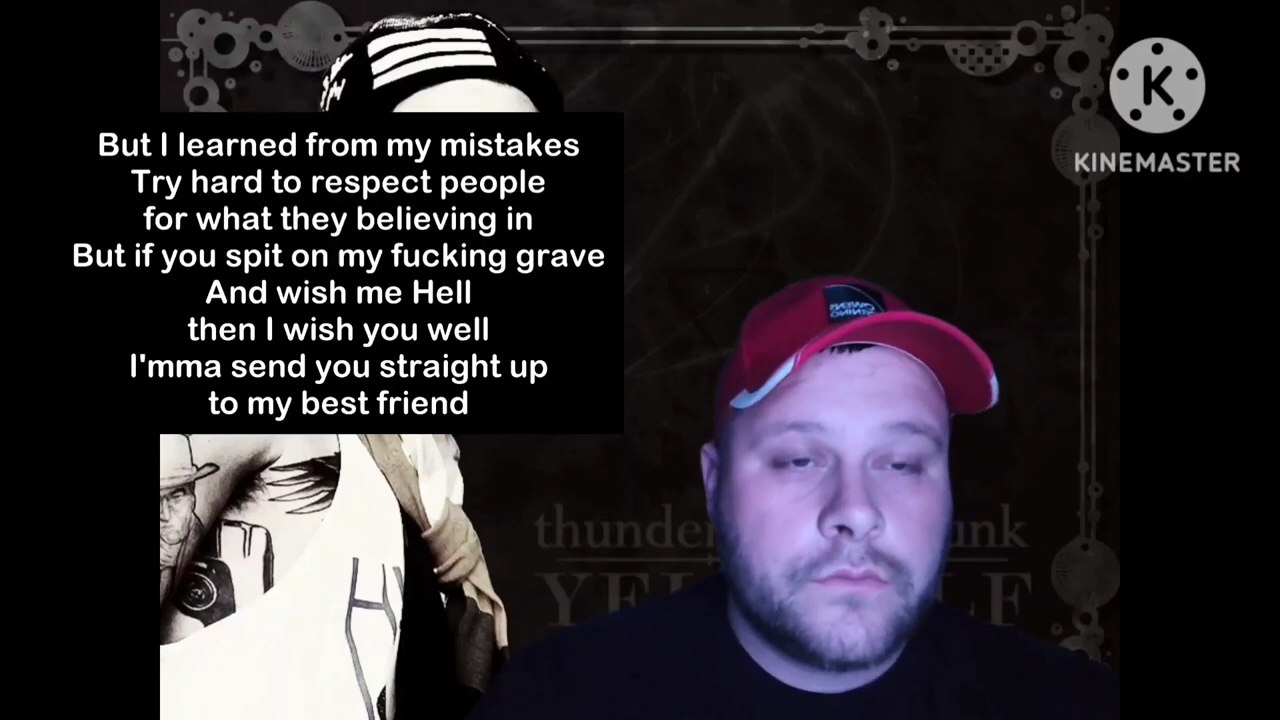 But I learned from my mistakes
Try hard to respect people
for what they believing in
But if you spit on my fucking grave
And wish me Hell
then I wish you well
I'mma send you straight up
to my best friend
K
KINEMASTER